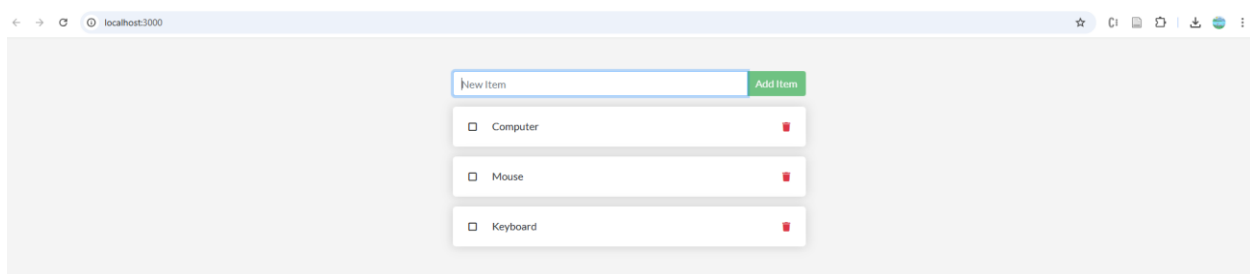 localhost:3000
New Item Add Item
Computer
Mouse
Keyboard